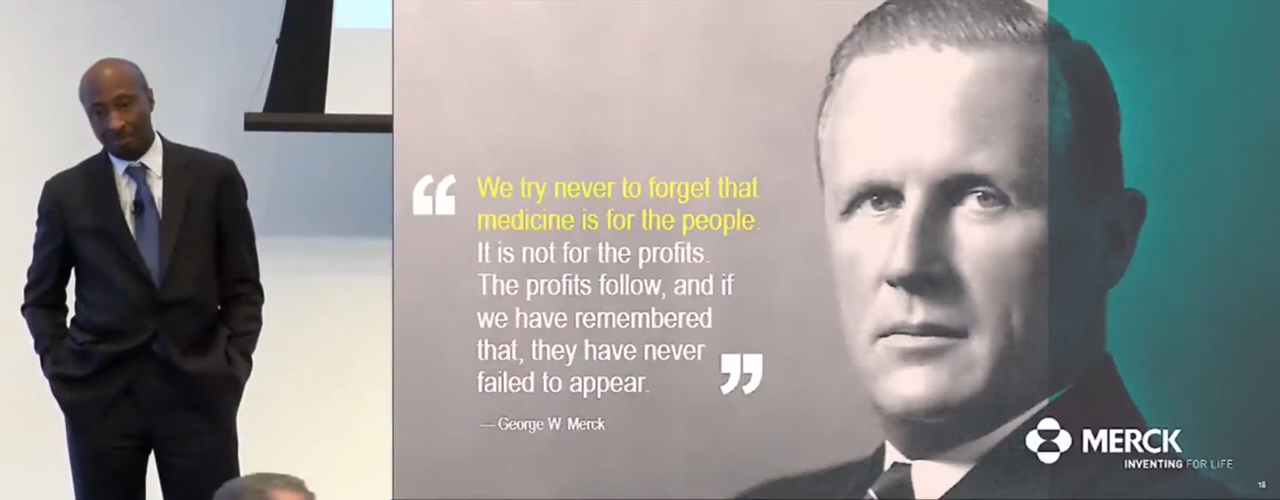 “ We try never to forget that
medicine is for the people.
It is not for the profits.
The profits follow, and if
we have remembered
that, they have never
failed to appear. ”
— George W. Merck
MERCK
INVENTING FOR LIFE
18